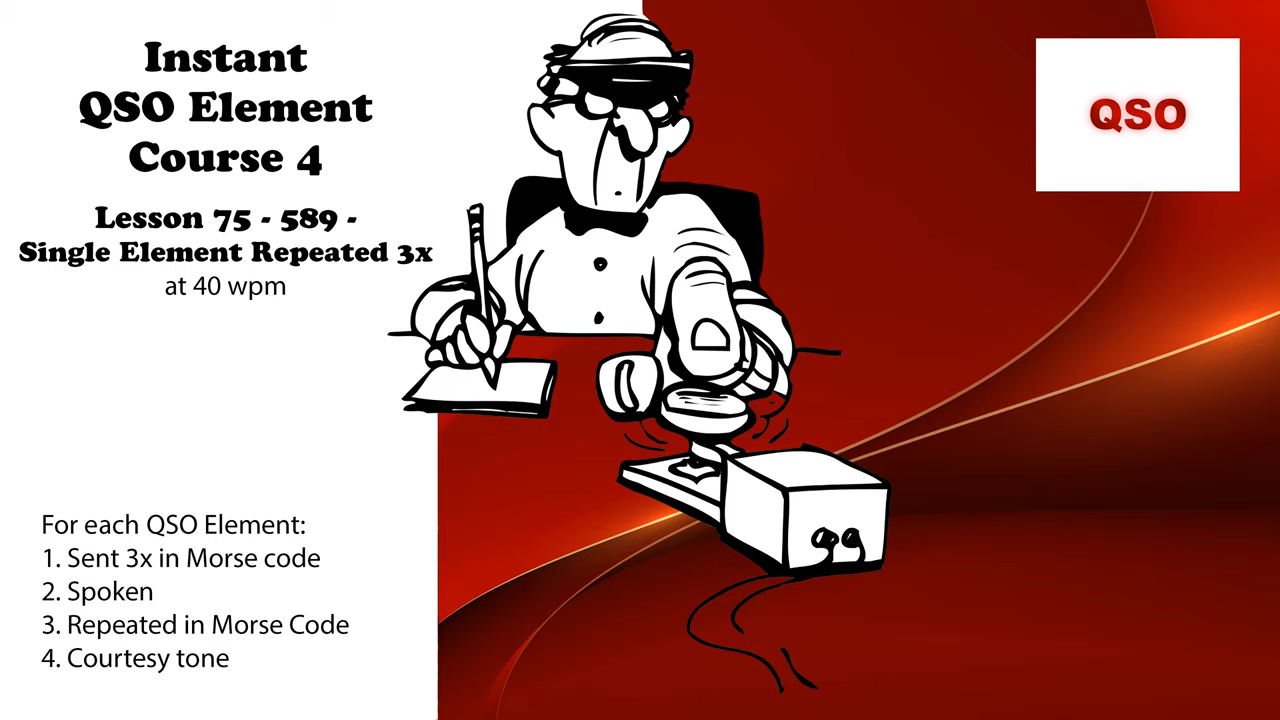 Instant
QSO Element
Course 4
Lesson 75 - 589 -
Single Element Repeated 3x
at 40 wpm
QSO
For each QSO Element:
1. Sent 3x in Morse code
2. Spoken
3. Repeated in Morse Code
4. Courtesy tone